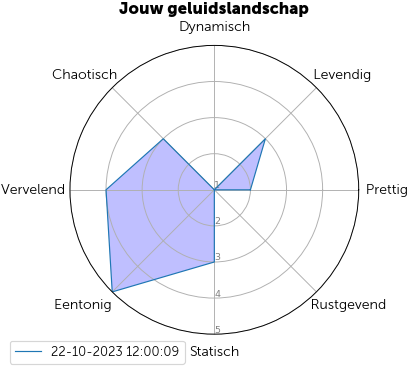 Jouw geluidslandschap
Dynamisch
Chaotisch
Levendig
Vervelend
1
Prettig
2
3
4
Eentonig
Rustgevend
5
22-10-2023 12:00:09
Statisch